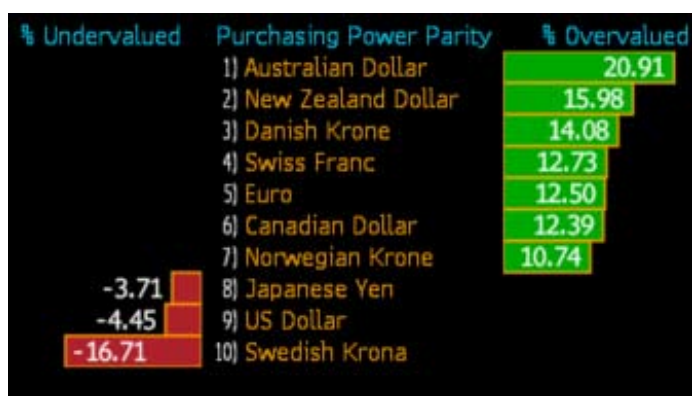 % Undervalued Purchasing Power Parity % Overvalued
1) Australian Dollar 20.91
2) New Zealand Dollar 15.98
3) Danish Krone 14.08
4) Swiss Franc 12.73
5) Euro 12.50
6) Canadian Dollar 12.39
7) Norwegian Krone 10.74
-3.71 8) Japanese Yen
-4.45 9) US Dollar
-16.71 10) Swedish Krona